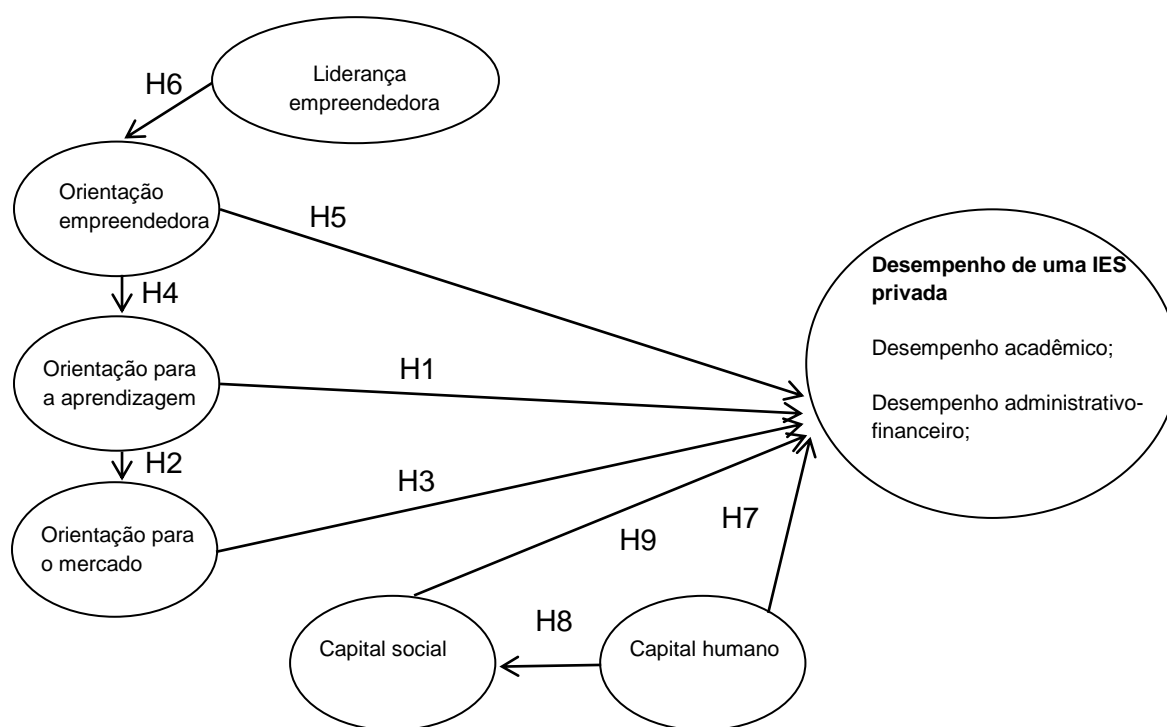 Liderança
empreendedora
H6
Orientação
empreendedora
H5
Desempenho de uma IES
privada
H4
Desempenho acadêmico;
Orientação para
a aprendizagem
H1
Desempenho administrativo-
financeiro;
H2
H3
Orientação para
o mercado
H7
H9
H8
Capital social
Capital humano